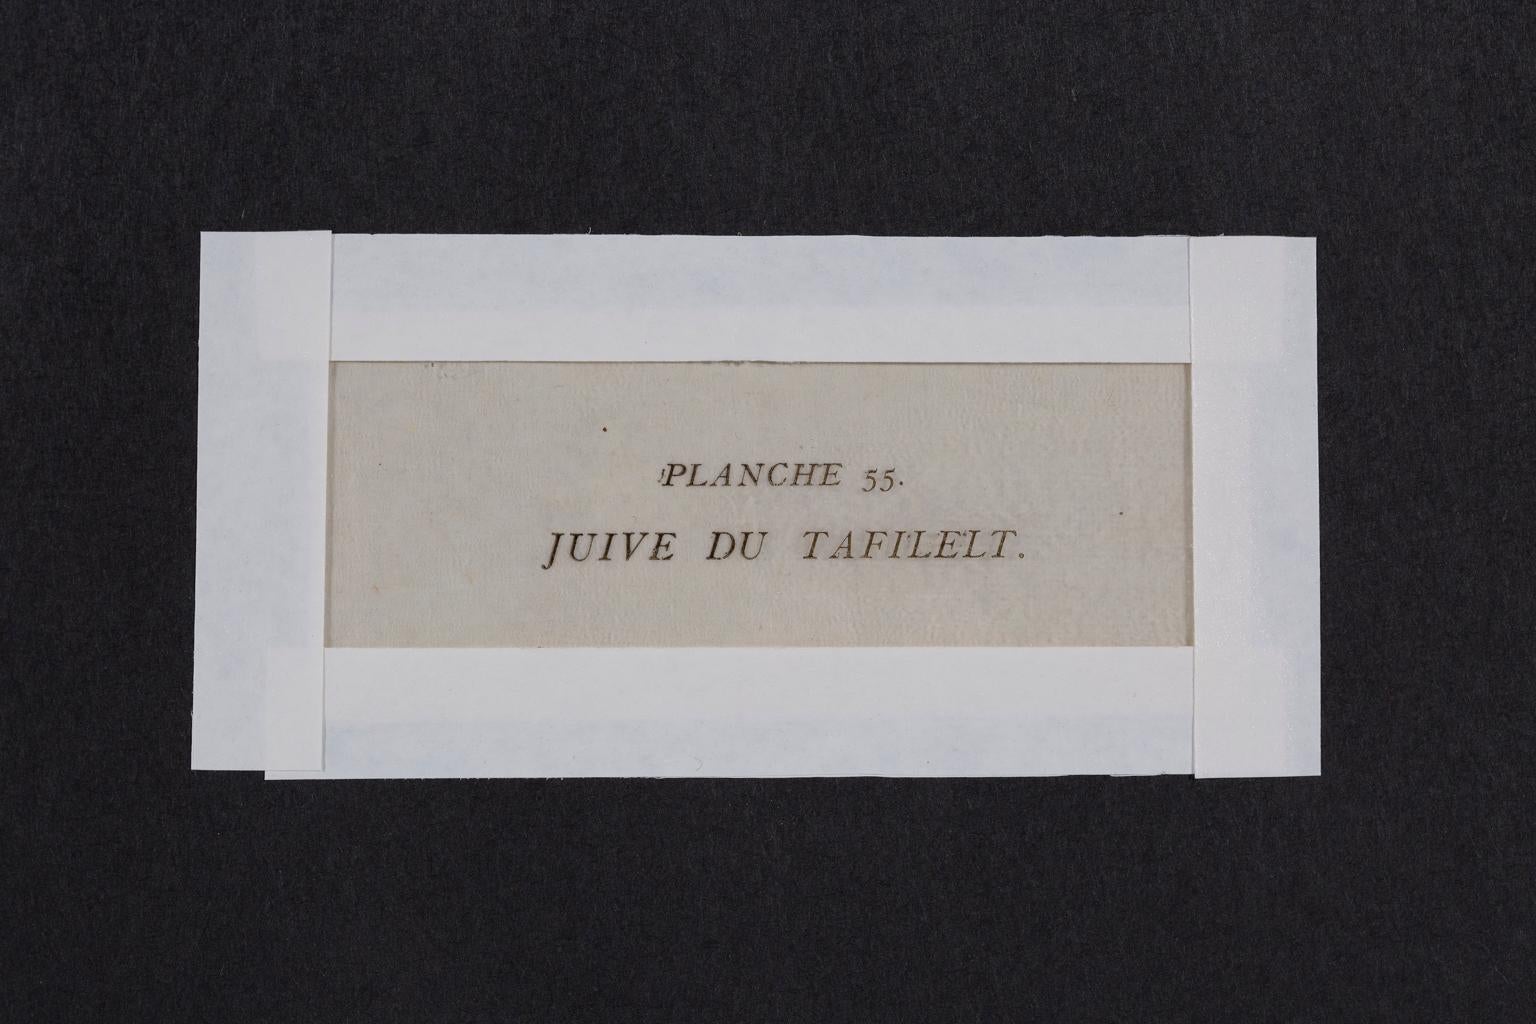 PLANCHE 55.
JUIVE DU TAFILELT.